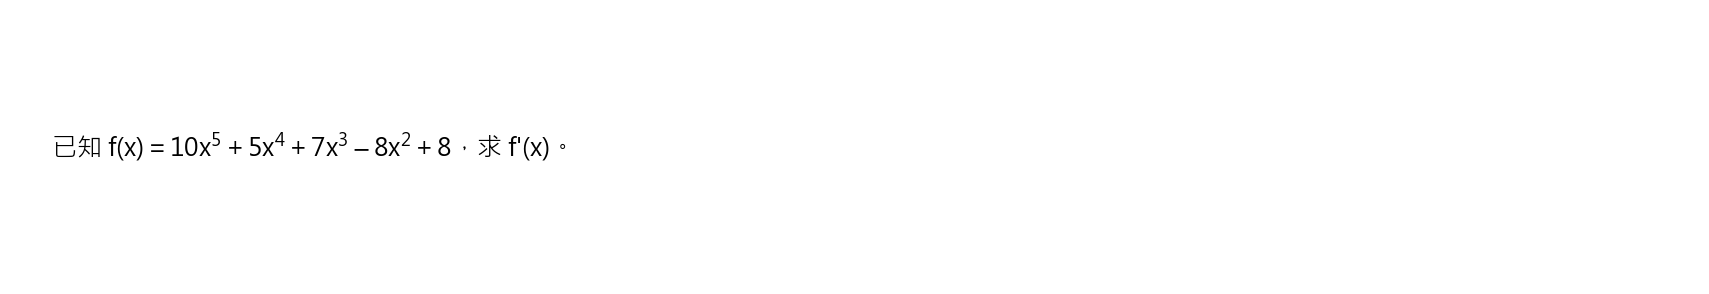 已知 f(x) = 10x⁵ + 5x⁴ + 7x³ – 8x² + 8，求 f'(x)。